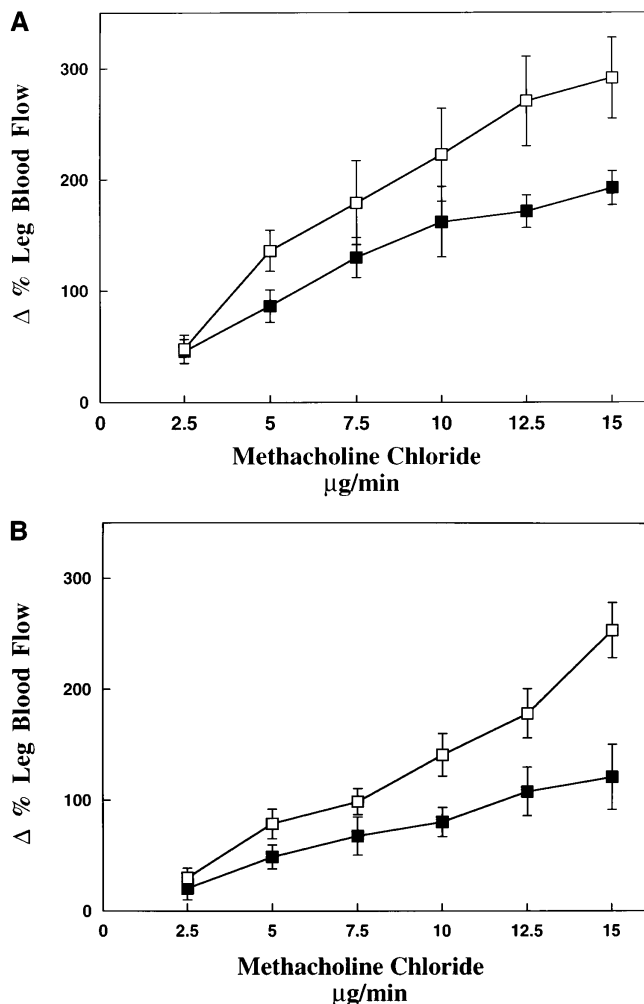 A
Δ % Leg Blood Flow
300
200
100
0
0 2.5 5 7.5 10 12.5 15
Methacholine Chloride
μg/min
B
Δ % Leg Blood Flow
300
200
100
0
0 2.5 5 7.5 10 12.5 15
Methacholine Chloride
μg/min